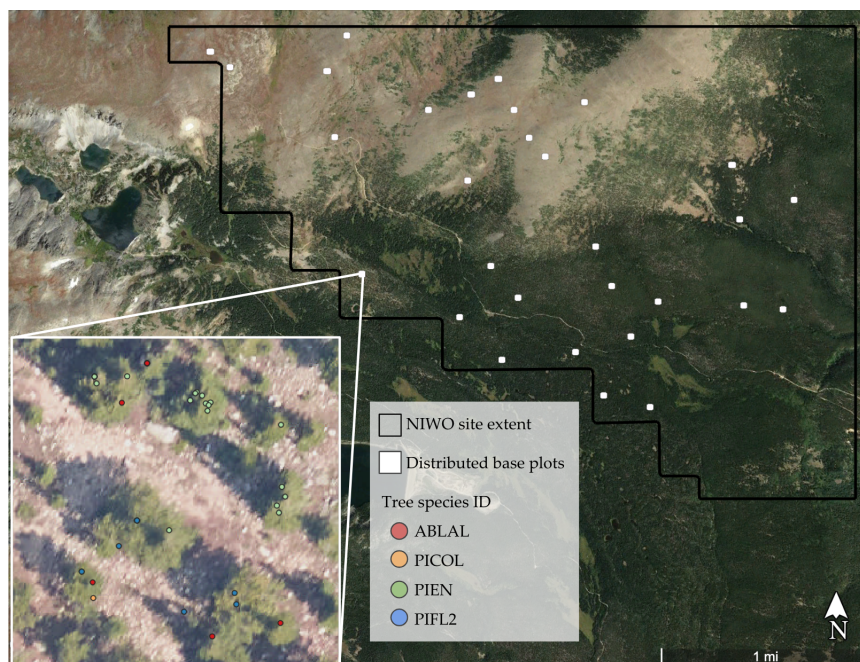 NIWO site extent
Distributed base plots
Tree species ID
ABLAL
PICOL
PIEN
PIFL2
N
1 mi